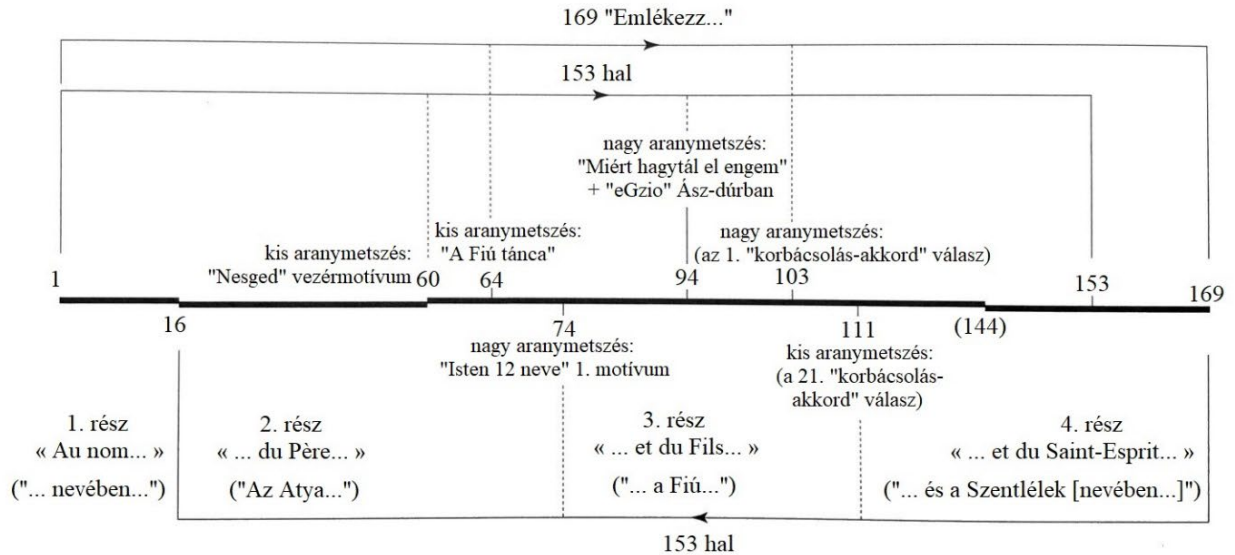 169 "Emlékezz..."
153 hal
nagy aranymetszés:
"Miért hagytál el engem"
+ "eGzio" Ász-dúrban
kis aranymetszés:
"A Fiú tánca"
nagy aranymetszés:
(az 1. "korbácsolás-akkord" válasz)
kis aranymetszés:
"Nesged" vezérmotívum
1
60
64
94
103
153
169
16
74
111
(144)
nagy aranymetszés:
"Isten 12 neve" 1. motívum
kis aranymetszés:
(a 21. "korbácsolás-
akkord" válasz)
1. rész
« Au nom... »
("... nevében...")
2. rész
« ... du Père... »
("Az Atya...")
3. rész
« ... et du Fils... »
("... a Fiú...")
4. rész
« ... et du Saint-Esprit... »
("... és a Szentlélek [nevében...]")
153 hal